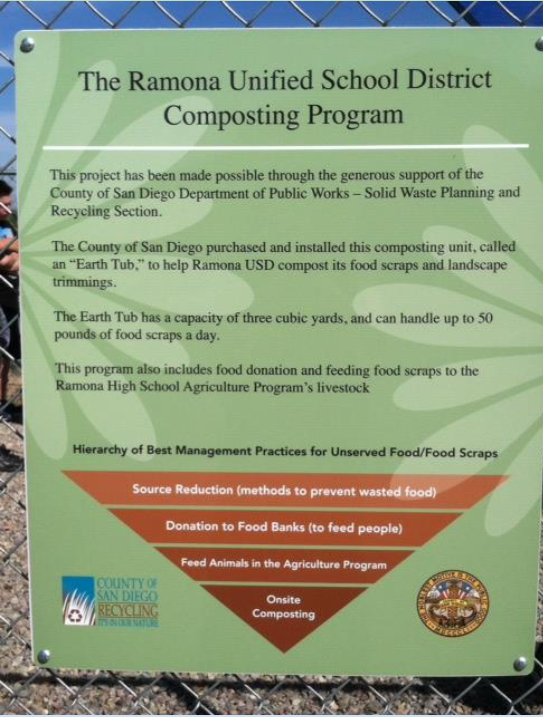 The Ramona Unified School District
Composting Program
This project has been made possible through the generous support of the
County of San Diego Department of Public Works – Solid Waste Planning and
Recycling Section.
The County of San Diego purchased and installed this composting unit, called
an “Earth Tub,” to help Ramona USD compost its food scraps and landscape
trimmings.
The Earth Tub has a capacity of three cubic yards, and can handle up to 50
pounds of food scraps a day.
This program also includes food donation and feeding food scraps to the
Ramona High School Agriculture Program’s livestock
Hierarchy of Best Management Practices for Unserved Food/Food Scraps
Source Reduction (methods to prevent wasted food)
Donation to Food Banks (to feed people)
Feed Animals in the Agriculture Program
Onsite
Composting
COUNTY OF
SAN DIEGO
RECYCLING
IT'S IN OUR NATURE